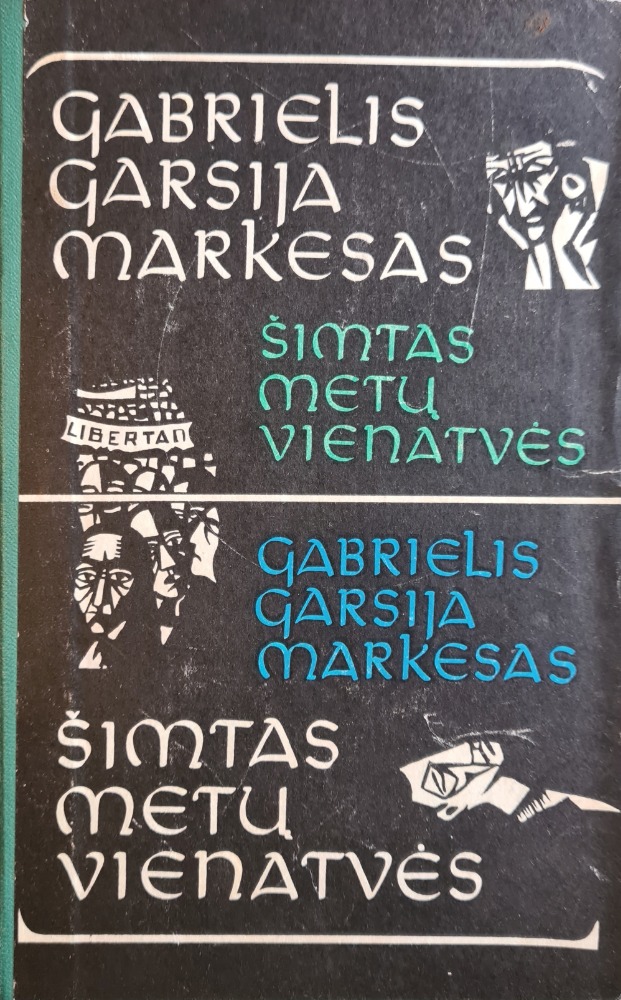 GABRIELIS
GARSIJA
MARKESAS
ŠIMTAS
METŲ
VIENATVĖS
LIBERTAD
GABRIELIS
GARSIJA
MARKESAS
ŠIMTAS
METŲ
VIENATVĖS